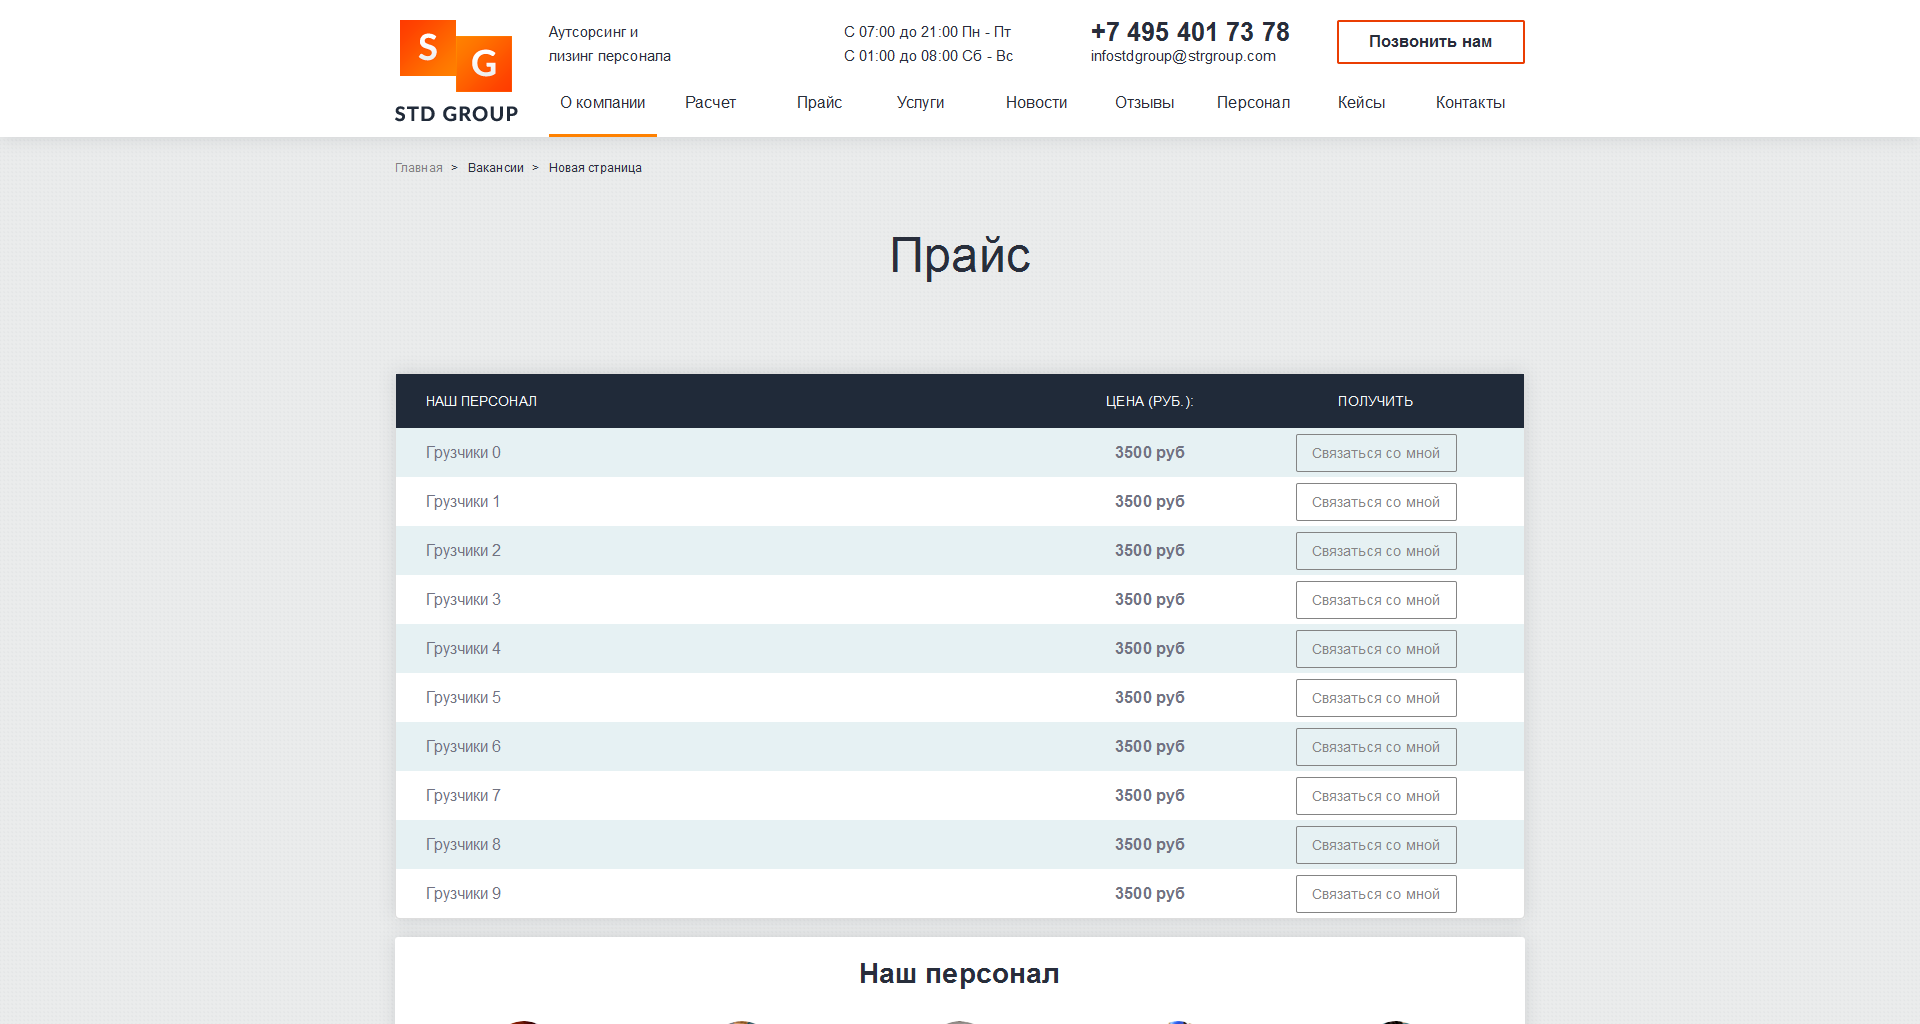 S G
STD GROUP
Аутсорсинг и
лизинг персонала
С 07:00 до 21:00 Пн - Пт
С 01:00 до 08:00 Сб - Вс
+7 495 401 73 78
infostdgroup@strgroup.com
Позвонить нам
О компании Расчет Прайс Услуги Новости Отзывы Персонал Кейсы Контакты
Главная > Вакансии > Новая страница
Прайс
НАШ ПЕРСОНАЛ ЦЕНА (РУБ.): ПОЛУЧИТЬ
Грузчики 0 3500 руб Связаться со мной
Грузчики 1 3500 руб Связаться со мной
Грузчики 2 3500 руб Связаться со мной
Грузчики 3 3500 руб Связаться со мной
Грузчики 4 3500 руб Связаться со мной
Грузчики 5 3500 руб Связаться со мной
Грузчики 6 3500 руб Связаться со мной
Грузчики 7 3500 руб Связаться со мной
Грузчики 8 3500 руб Связаться со мной
Грузчики 9 3500 руб Связаться со мной
Наш персонал